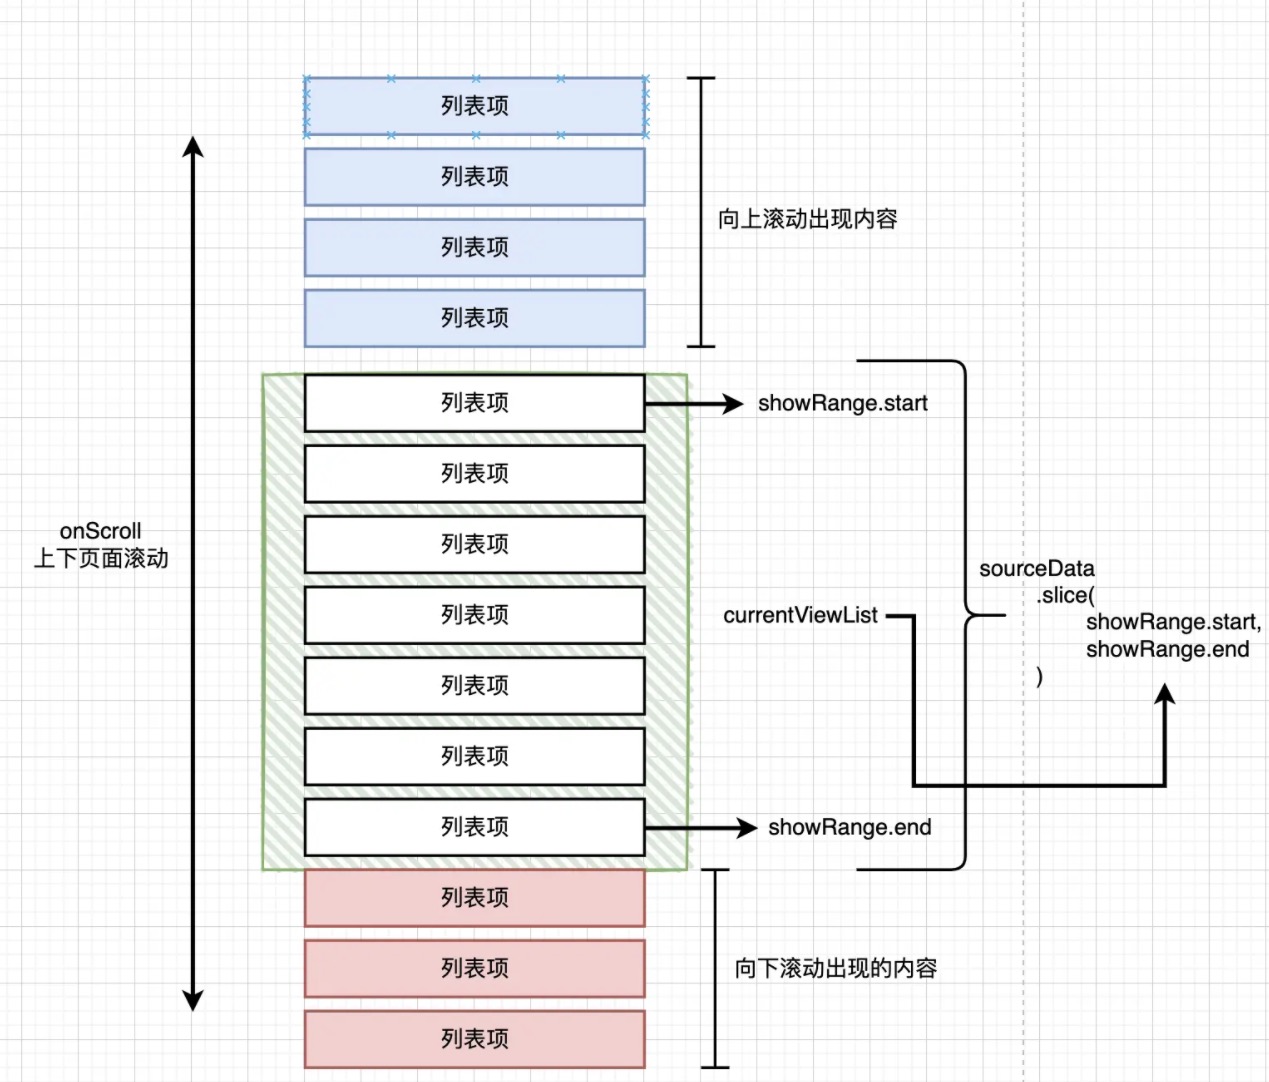 列表项
列表项
列表项
列表项
向上滚动出现内容
列表项
showRange.start
列表项
列表项
列表项
列表项
列表项
列表项
showRange.end
onScroll
上下页面滚动
currentViewList
sourceData
.slice(
showRange.start,
showRange.end
)
列表项
列表项
列表项
向下滚动出现的内容